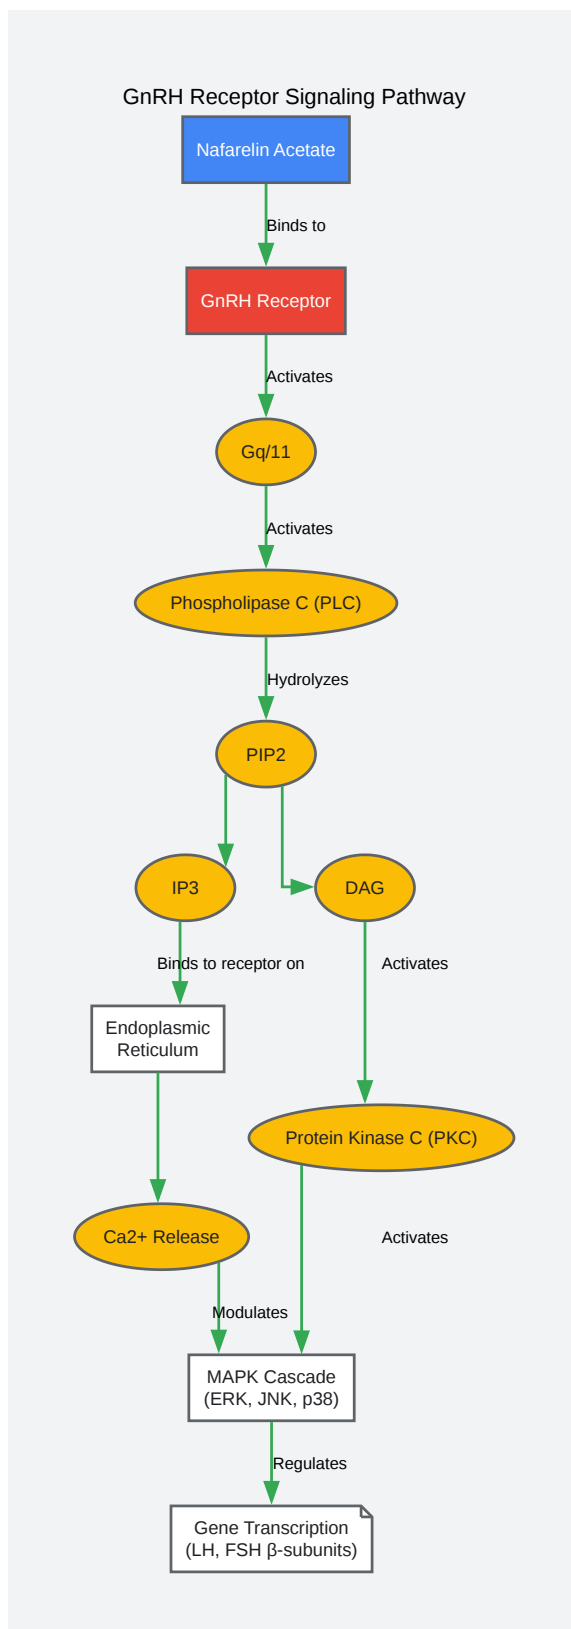 GnRH Receptor Signaling Pathway
Nafarelin Acetate
Binds to
GnRH Receptor
Activates
Gq/11
Activates
Phospholipase C (PLC)
Hydrolyzes
PIP2
IP3
DAG
Binds to receptor on
Activates
Endoplasmic
Reticulum
Protein Kinase C (PKC)
Ca2+ Release
Activates
Modulates
MAPK Cascade
(ERK, JNK, p38)
Regulates
Gene Transcription
(LH, FSH β-subunits)